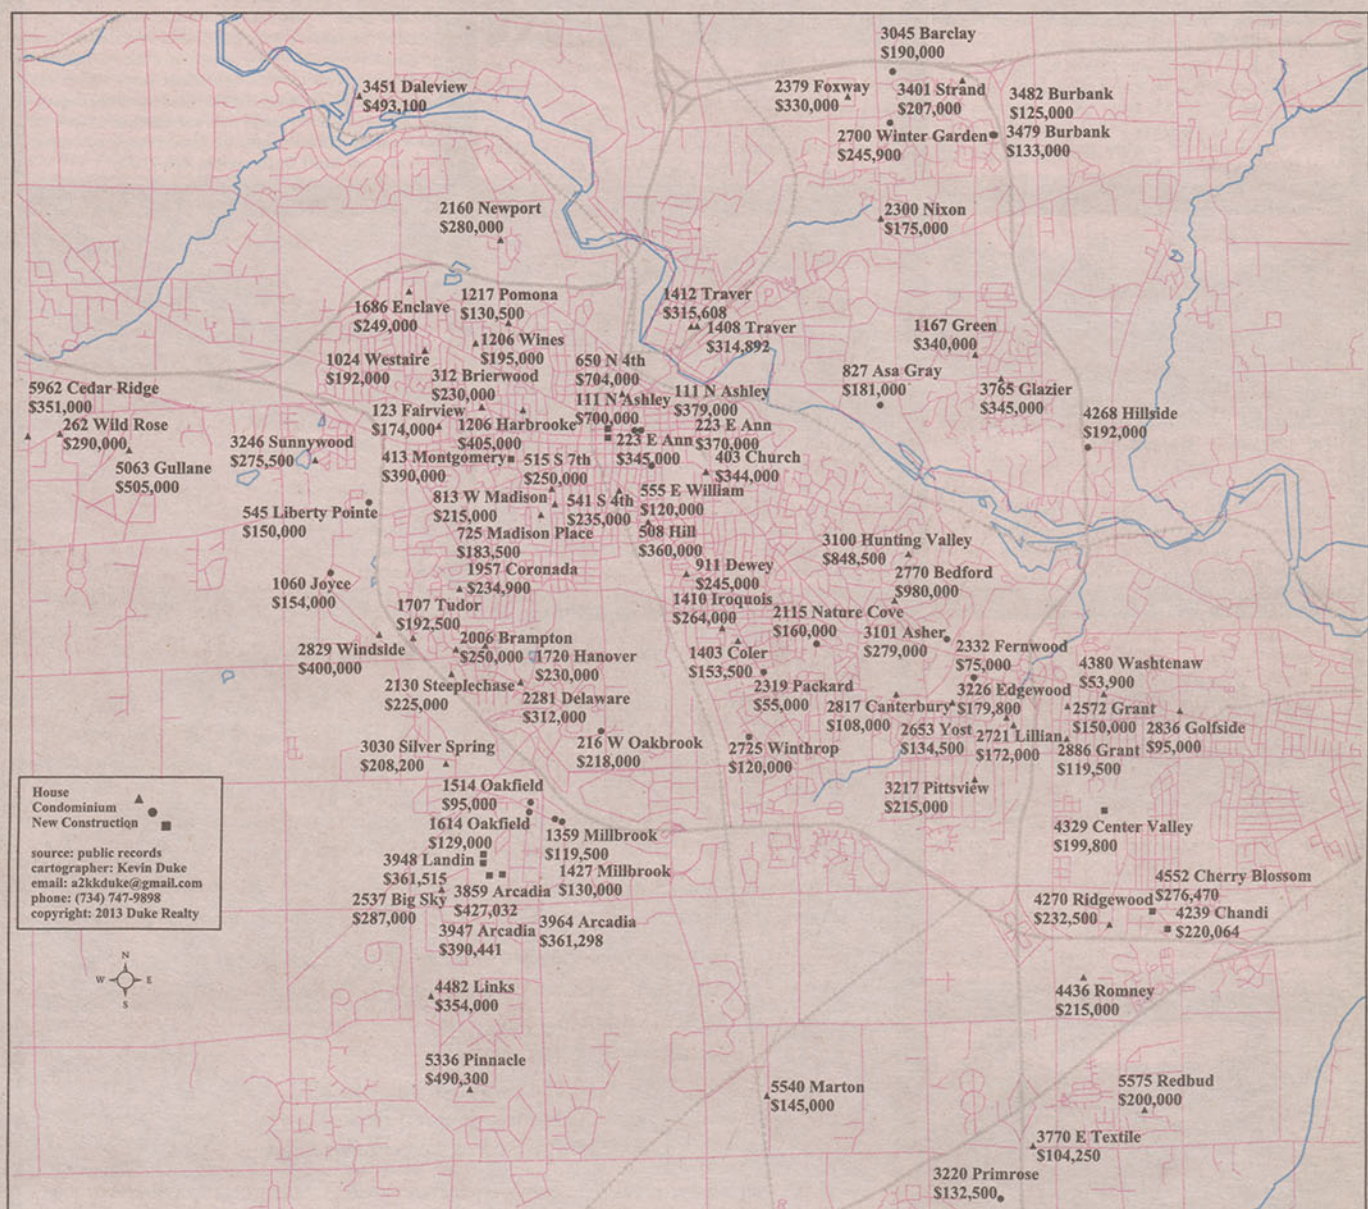 3045 Barclay
$190,000
3451 Daleview
$493,100
2379 Foxway
$330,000
3401 Strand
$207,000
3482 Burbank
$125,000
2700 Winter Garden
$245,900
3479 Burbank
$133,000
2160 Newport
$280,000
2300 Nixon
$175,000
1686 Enclave
$249,000
1217 Pomona
$130,500
1412 Traver
$315,608
1408 Traver
$314,892
1167 Green
$340,000
1206 Wines
$195,000
1024 Westaire
$192,000
650 N 4th
$704,000
827 Asa Gray
$181,000
312 Brierwood
$230,000
3765 Glazier
$345,000
5962 Cedar Ridge
$351,000
111 N Ashley
$700,000
111 N Ashley
$379,000
4268 Hillside
$192,000
123 Fairview
$174,000
262 Wild Rose
$290,000
1206 Harbrooke
$405,000
223 E Ann
$370,000
3246 Sunnywood
$275,500
223 E Ann
$345,000
5063 Gullane
$505,000
413 Montgomery
$390,000
515 S 7th
$250,000
403 Church
$344,000
813 W Madison
$215,000
541 S 4th
$235,000
555 E William
$120,000
545 Liberty Pointe
$150,000
725 Madison Place
$183,500
508 Hill
$360,000
3100 Hunting Valley
$848,500
1957 Coronada
$234,900
911 Dewey
$245,000
2770 Bedford
$980,000
1060 Joyce
$154,000
1410 Iroquois
$264,000
1707 Tudor
$192,500
2115 Nature Cove
$160,000
3101 Asher
$279,000
2006 Brampton
$250,000
2332 Fernwood
$75,000
2829 Windside
$400,000
1720 Hanover
$230,000
1403 Coler
$153,500
4380 Washtenaw
$53,900
2130 Steeplechase
$225,000
2319 Packard
$55,000
3226 Edgewood
$179,800
2281 Delaware
$312,000
2817 Canterbury
$108,000
2572 Grant
$150,000
2836 Golfside
$95,000
2653 Yost
$134,500
2721 Lillian
$172,000
3030 Silver Spring
$208,200
216 W Oakbrook
$218,000
2725 Winthrop
$120,000
2886 Grant
$119,500
1514 Oakfield
$95,000
3217 Pittsview
$215,000
House
Condominium
New Construction
source: public records
cartographer: Kevin Duke
email: a2kkduke@gmail.com
phone: (734) 747-9898
copyright: 2013 Duke Realty
1614 Oakfield
$129,000
1359 Millbrook
$119,500
4329 Center Valley
$199,800
3948 Landin
$361,515
1427 Millbrook
$130,000
4552 Cherry Blossom
$276,470
3859 Arcadia
$427,032
2537 Big Sky
$287,000
4270 Ridgewood
$232,500
4239 Chandi
$220,064
3964 Arcadia
$361,298
3947 Arcadia
$390,441
N
W E
S
4482 Links
$354,000
4436 Romney
$215,000
5336 Pinnacle
$490,300
5540 Marton
$145,000
5575 Redbud
$200,000
3770 E Textile
$104,250
3220 Primrose
$132,500